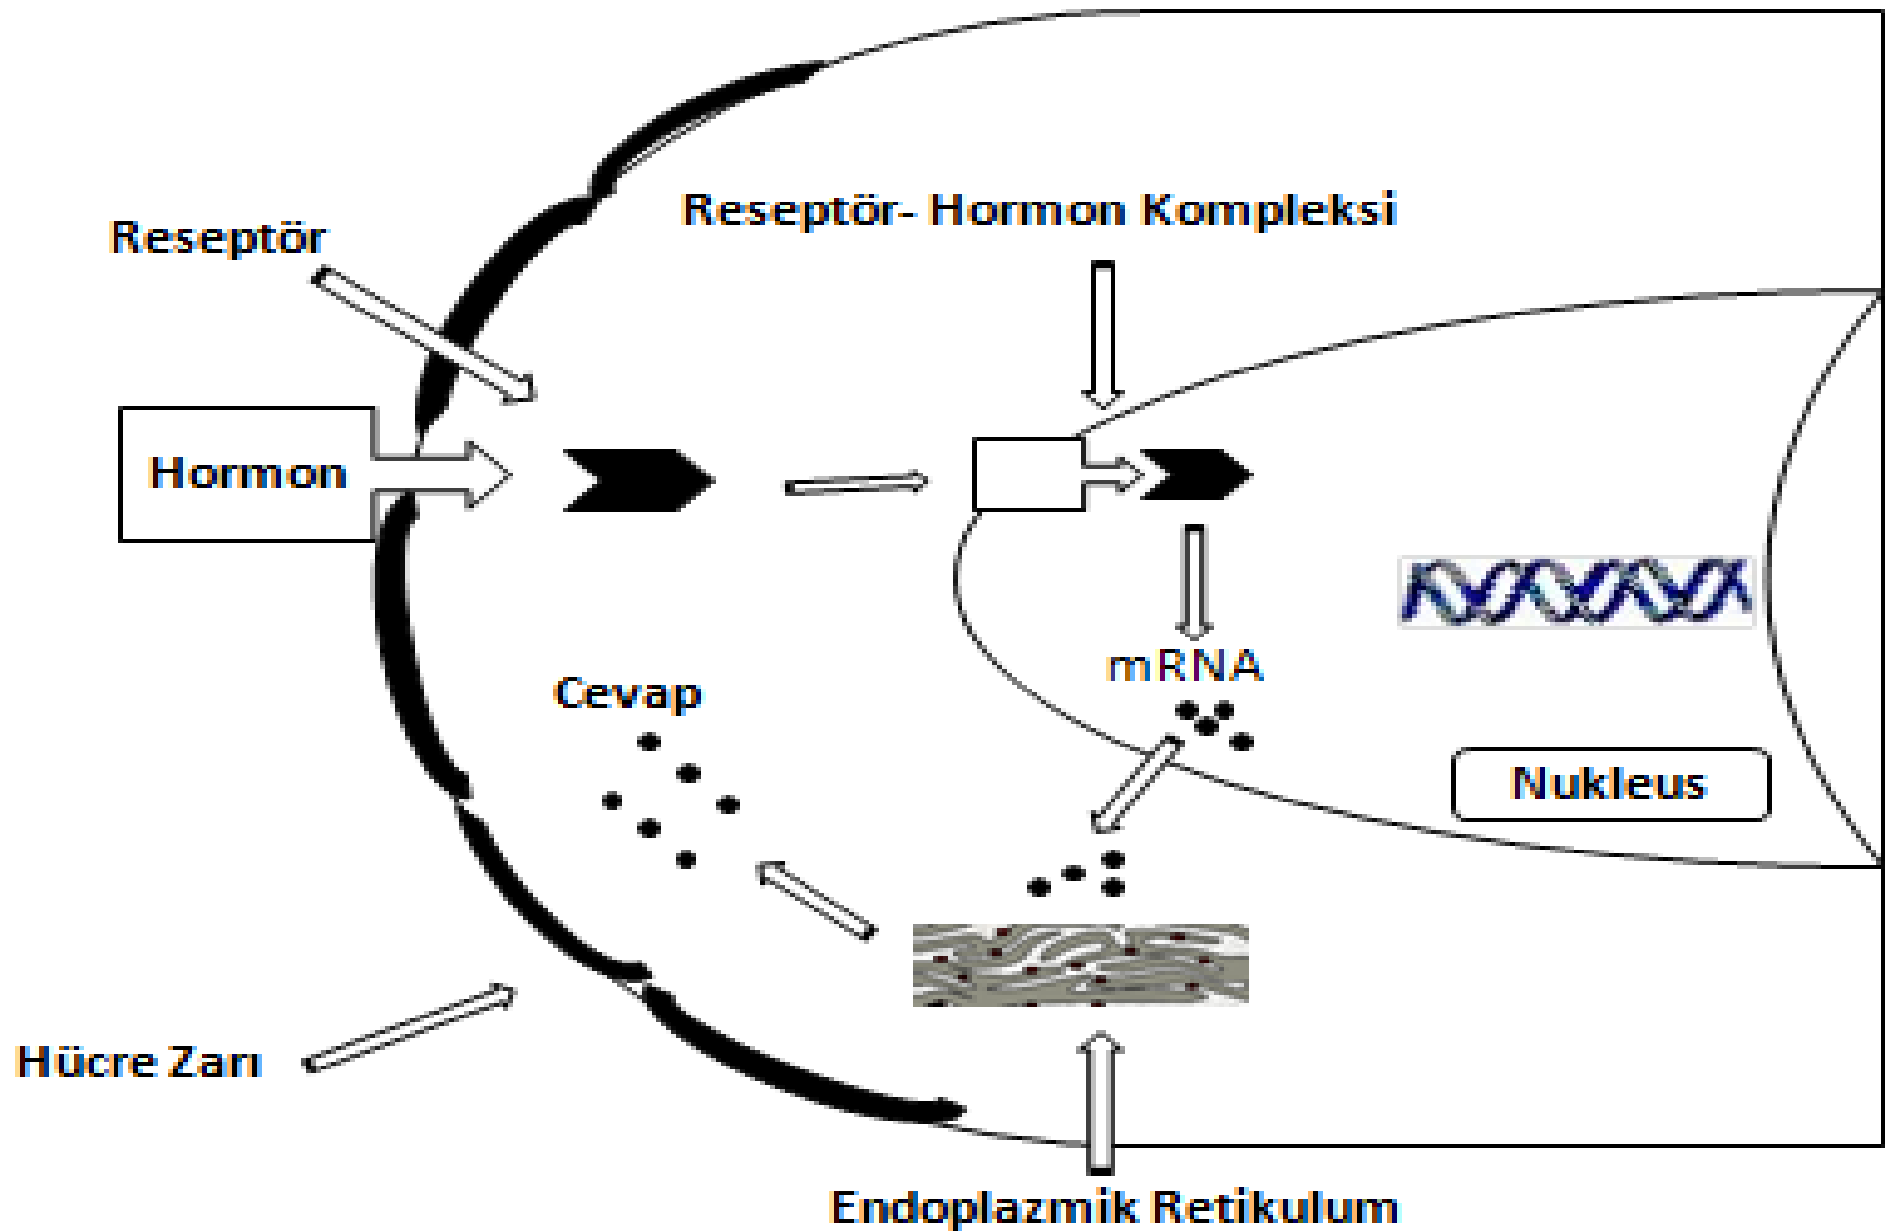 Reseptör- Hormon Kompleksi
Reseptör
Hormon
mRNA
Cevap
Nukleus
Hücre Zarı
Endoplazmik Retikulum